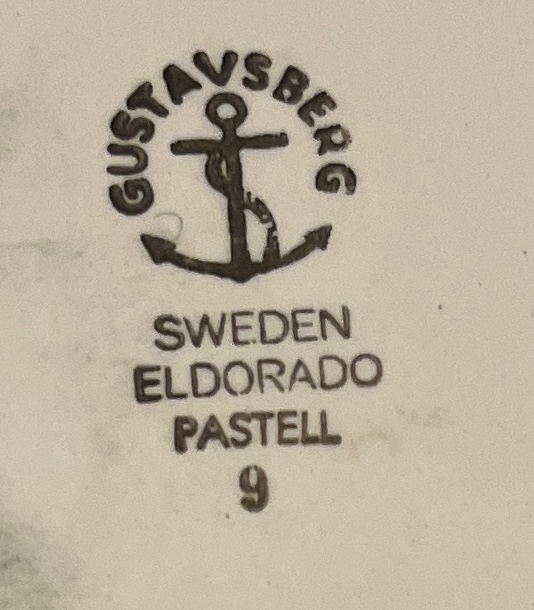 GUSTAVSBERG
SWEDEN
ELDORADO
PASTELL
9